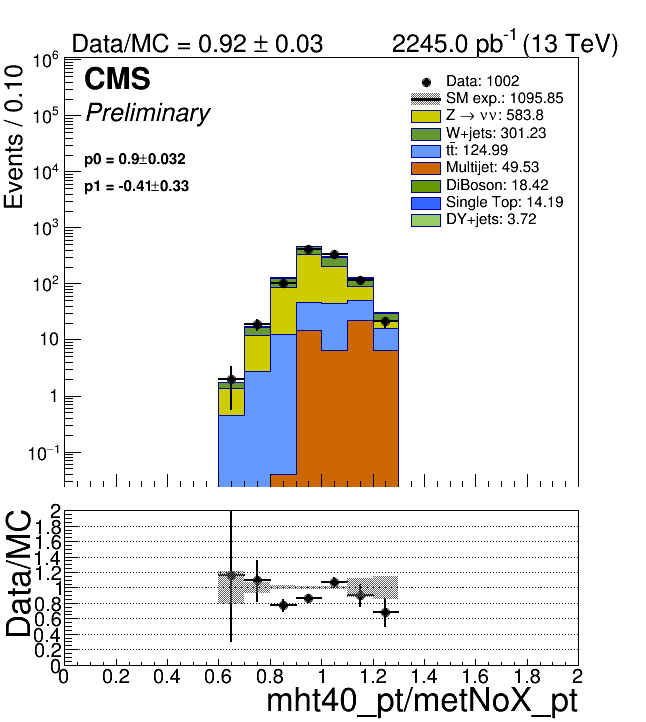 Data/MC = 0.92 ± 0.03 2245.0 pb⁻¹ (13 TeV)
Events / 0.10
CMS
Preliminary
p0 = 0.9±0.032
p1 = -0.41±0.33
Data: 1002
SM exp.: 1095.85
Z → νν: 583.8
W+jets: 301.23
tt̄: 124.99
Multijet: 49.53
DiBoson: 18.42
Single Top: 14.19
DY+jets: 3.72
10⁶
10⁵
10⁴
10³
10²
10
1
10⁻¹
Data/MC
2
1.8
1.6
1.4
1.2
1
0.8
0.6
0.4
0.2
0
0 0.2 0.4 0.6 0.8 1 1.2 1.4 1.6 1.8 2
mht40_pt/metNoX_pt